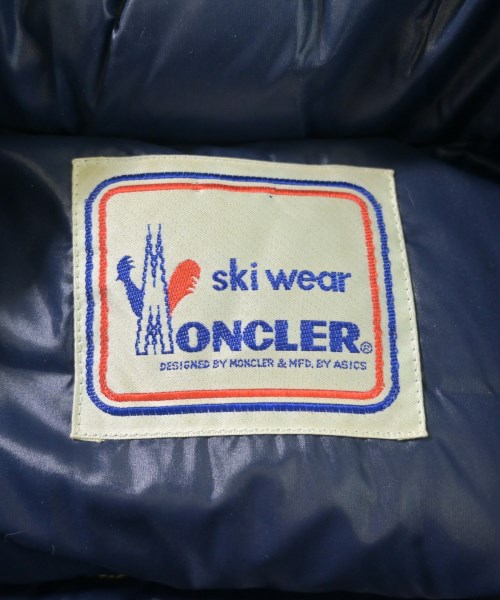 ski wear
MONCLER®
DESIGNED BY MONCLER & MFD. BY ASICS